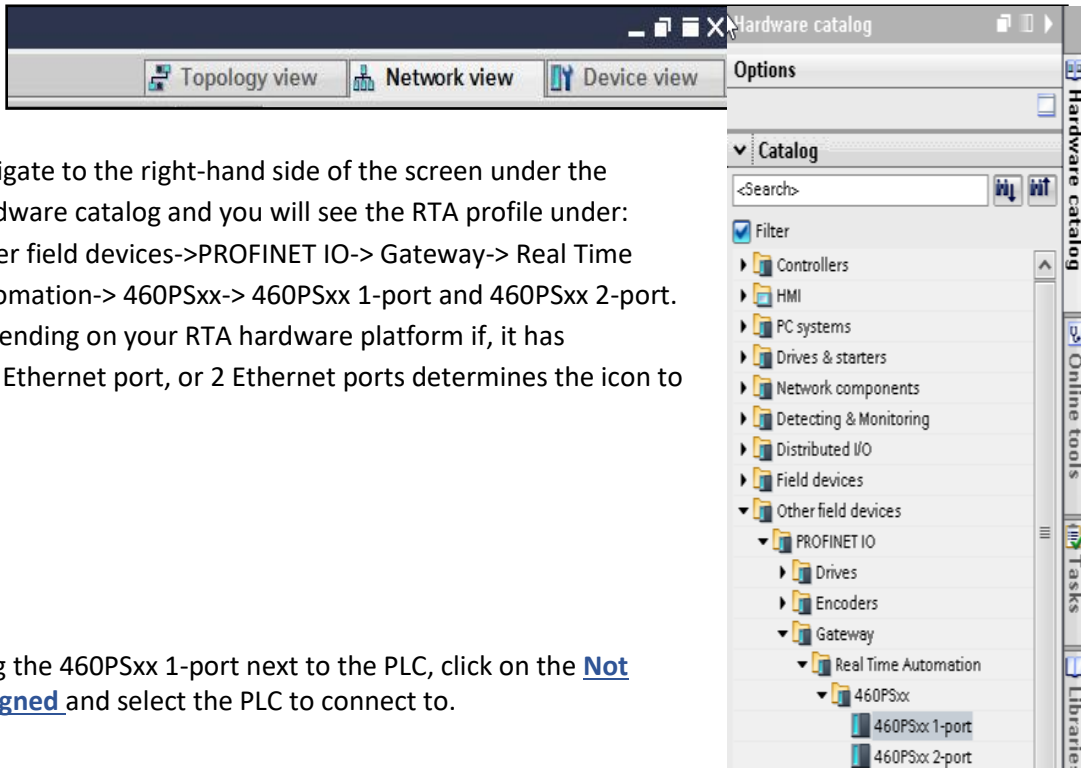 Topology view Network view Device view
igate to the right-hand side of the screen under the
dware catalog and you will see the RTA profile under:
er field devices->PROFINET IO-> Gateway-> Real Time
omation-> 460PSxx-> 460PSxx 1-port and 460PSxx 2-port.
ending on your RTA hardware platform if, it has
Ethernet port, or 2 Ethernet ports determines the icon to
g the 460PSxx 1-port next to the PLC, click on the Not
gned and select the PLC to connect to.
Hardware catalog
Options
Catalog
<Search>
Filter
Controllers
HMI
PC systems
Drives & starters
Network components
Detecting & Monitoring
Distributed I/O
Field devices
Other field devices
PROFINET IO
Drives
Encoders
Gateway
Real Time Automation
460PSxx
460PSxx 1-port
460PSxx 2-port
Hardware catalog
Online tools
Tasks
Libraries